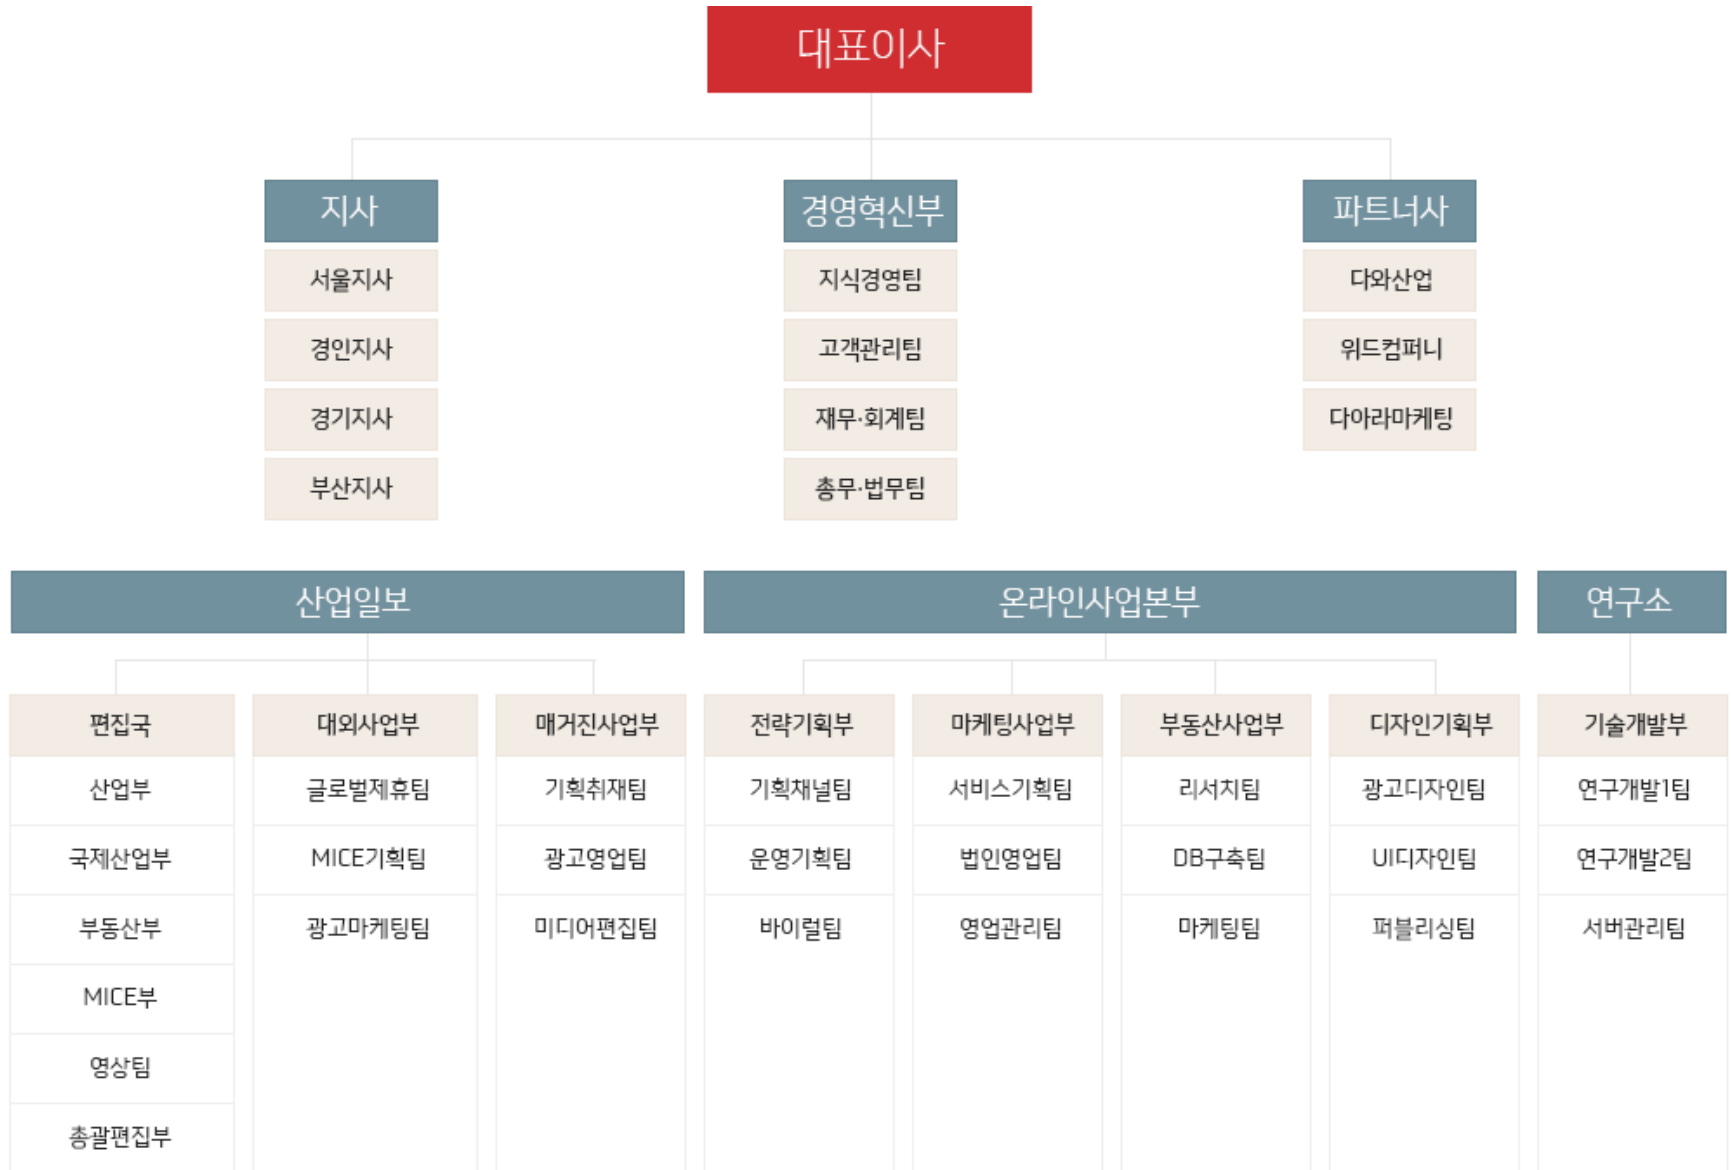 대표이사
지사
경영혁신부
파트너사
서울지사
지식경영팀
다와산업
경인지사
고객관리팀
위드컴퍼니
경기지사
재무·회계팀
다아라마케팅
부산지사
총무·법무팀
산업일보
온라인사업본부
연구소
편집국
대외사업부
매거진사업부
전략기획부
마케팅사업부
부동산사업부
디자인기획부
기술개발부
산업부
글로벌제휴팀
기획취재팀
기획채널팀
서비스기획팀
리서치팀
광고디자인팀
연구개발1팀
국제산업부
MICE기획팀
광고영업팀
운영기획팀
법인영업팀
DB구축팀
UI디자인팀
연구개발2팀
부동산부
광고마케팅팀
미디어편집팀
바이럴팀
영업관리팀
마케팅팀
퍼블리싱팀
서버관리팀
MICE부
영상팀
총괄편집부